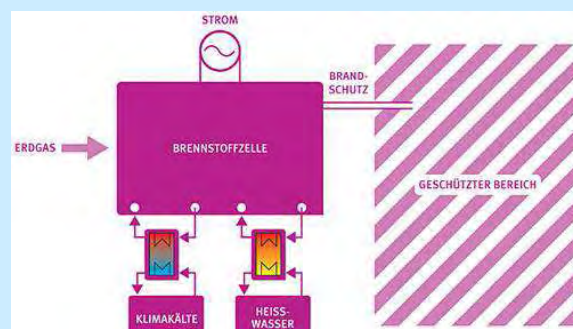 STROM
BRAND-
SCHUTZ
ERDGAS
BRENNSTOFFZELLE
GESCHÜTZTER BEREICH
KLIMAKÄLTE
HEISS-
WASSER